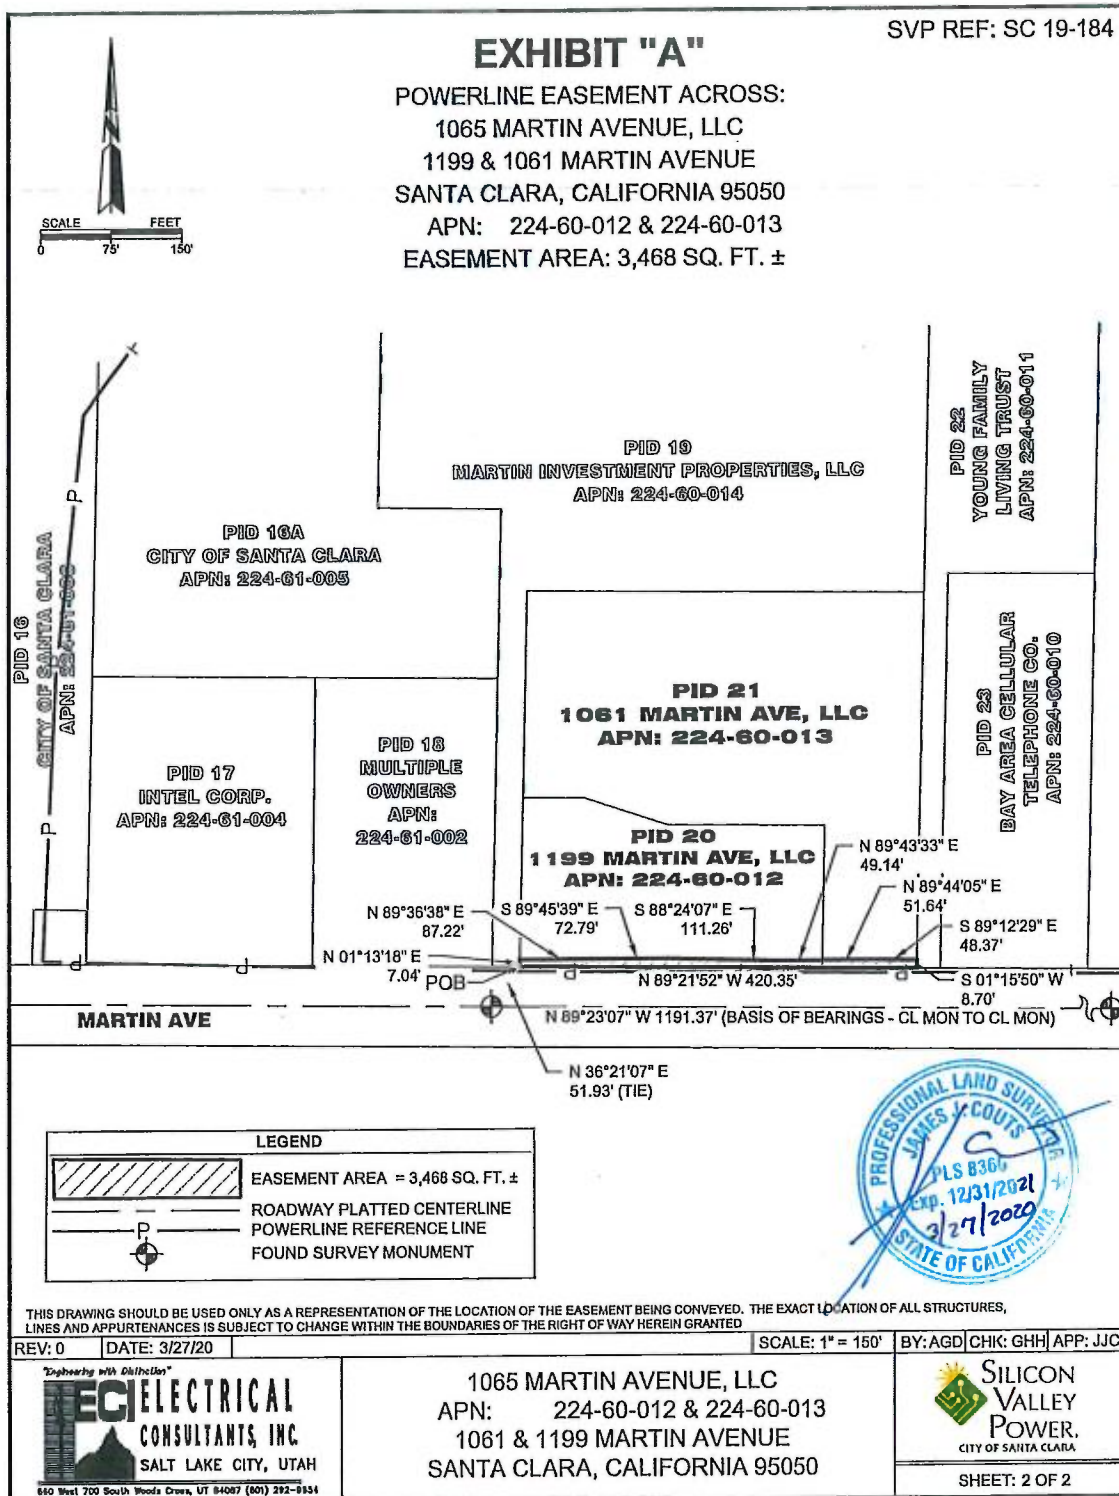 SVP REF: SC 19-184
EXHIBIT "A"
POWERLINE EASEMENT ACROSS:
1065 MARTIN AVENUE, LLC
1199 & 1061 MARTIN AVENUE
SANTA CLARA, CALIFORNIA 95050
APN: 224-60-012 & 224-60-013
EASEMENT AREA: 3,468 SQ. FT. ±
N
SCALE FEET
0 75' 150'
PID 16
CITY OF SANTA CLARA
PID 16A
CITY OF SANTA CLARA
APN: 224-61-005
PID 19
MARTIN INVESTMENT PROPERTIES, LLC
APN: 224-60-014
PID 22
YOUNG FAMILY
LIVING TRUST
APN: 224-60-011
P
P
PID 17
INTEL CORP.
APN: 224-61-004
PID 18
MULTIPLE
OWNERS
APN:
224-61-002
PID 21
1061 MARTIN AVE, LLC
APN: 224-60-013
PID 23
BAY AREA CELLULAR
TELEPHONE CO.
APN: 224-60-010
PID 20
1199 MARTIN AVE, LLC
APN: 224-60-012
N 89°43'33" E
49.14'
N 89°44'05" E
51.64'
N 89°36'38" E
87.22'
S 89°45'39" E
72.79'
S 88°24'07" E
111.26'
S 89°12'29" E
48.37'
N 01°13'18" E
7.04'
POB
N 89°21'52" W 420.35'
S 01°15'50" W
8.70'
MARTIN AVE
N 89°23'07" W 1191.37' (BASIS OF BEARINGS - CL MON TO CL MON)
N 36°21'07" E
51.93' (TIE)
LEGEND
EASEMENT AREA = 3,468 SQ. FT. ±
ROADWAY PLATTED CENTERLINE
P POWERLINE REFERENCE LINE
FOUND SURVEY MONUMENT
PROFESSIONAL LAND SURVEYOR
JAMES J. COUTS
PLS 8366
Exp. 12/31/2021
3/27/2020
STATE OF CALIFORNIA
THIS DRAWING SHOULD BE USED ONLY AS A REPRESENTATION OF THE LOCATION OF THE EASEMENT BEING CONVEYED. THE EXACT LOCATION OF ALL STRUCTURES,
LINES AND APPURTENANCES IS SUBJECT TO CHANGE WITHIN THE BOUNDARIES OF THE RIGHT OF WAY HEREIN GRANTED
REV: 0 DATE: 3/27/20 SCALE: 1" = 150' BY: AGD CHK: GHH APP: JJC
"Engineering with Distinction"
ECI ELECTRICAL
CONSULTANTS, INC.
SALT LAKE CITY, UTAH
660 West 700 South Woods Cross, UT 84087
1065 MARTIN AVENUE, LLC
APN: 224-60-012 & 224-60-013
1061 & 1199 MARTIN AVENUE
SANTA CLARA, CALIFORNIA 95050
SILICON
VALLEY
POWER.
CITY OF SANTA CLARA
SHEET: 2 OF 2